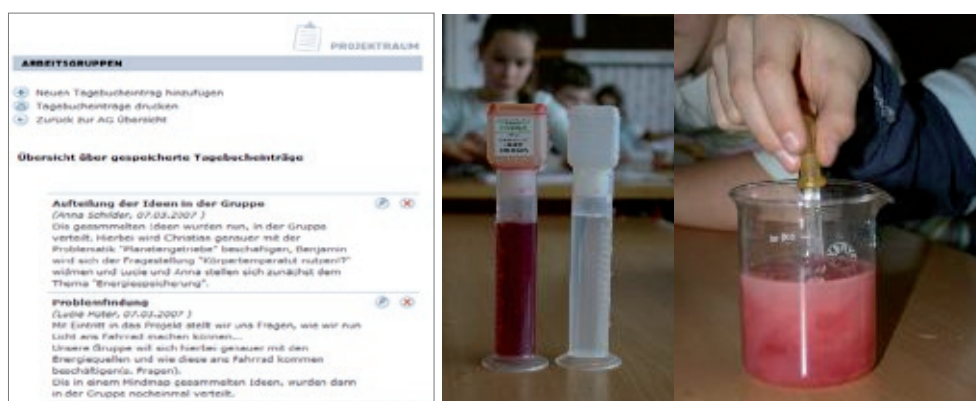 PROJEKTRAUM
ARBEITSGRUPPEN
Neuen Tagebucheintrag hinzufügen
Tagebucheinträge drucken
Zurück zur AG Übersicht
Übersicht über gespeicherte Tagebucheinträge
Aufteilung der Ideen in der Gruppe
(Anna Schilder, 07.03.2007 )
Die gesammelten Ideen wurden nun, in der Gruppe
verteilt. Hierbei wird Christian genauer mit der
Problematik "Planetengetriebe" beschäftigen, Benjamin
wird sich der Fragestellung "Körpertemperatur nutzen!?"
widmen und Lucie und Anna stellen sich zunächst dem
Thema "Energiespeicherung".
Problemfindung
(Lucie 07.03.2007 )
Mit Eintritt in das Projekt stellt wir uns Fragen, wie wir nun
Licht ans Fahrrad machen können...
Unsere Gruppe will sich hierbei genauer mit den
Energiequellen und wie diese ans Fahrrad kommen
Fragen).
Die in einem Mindmap gesammelten Ideen, wurden dann
in der Gruppe nocheinmal verteilt.